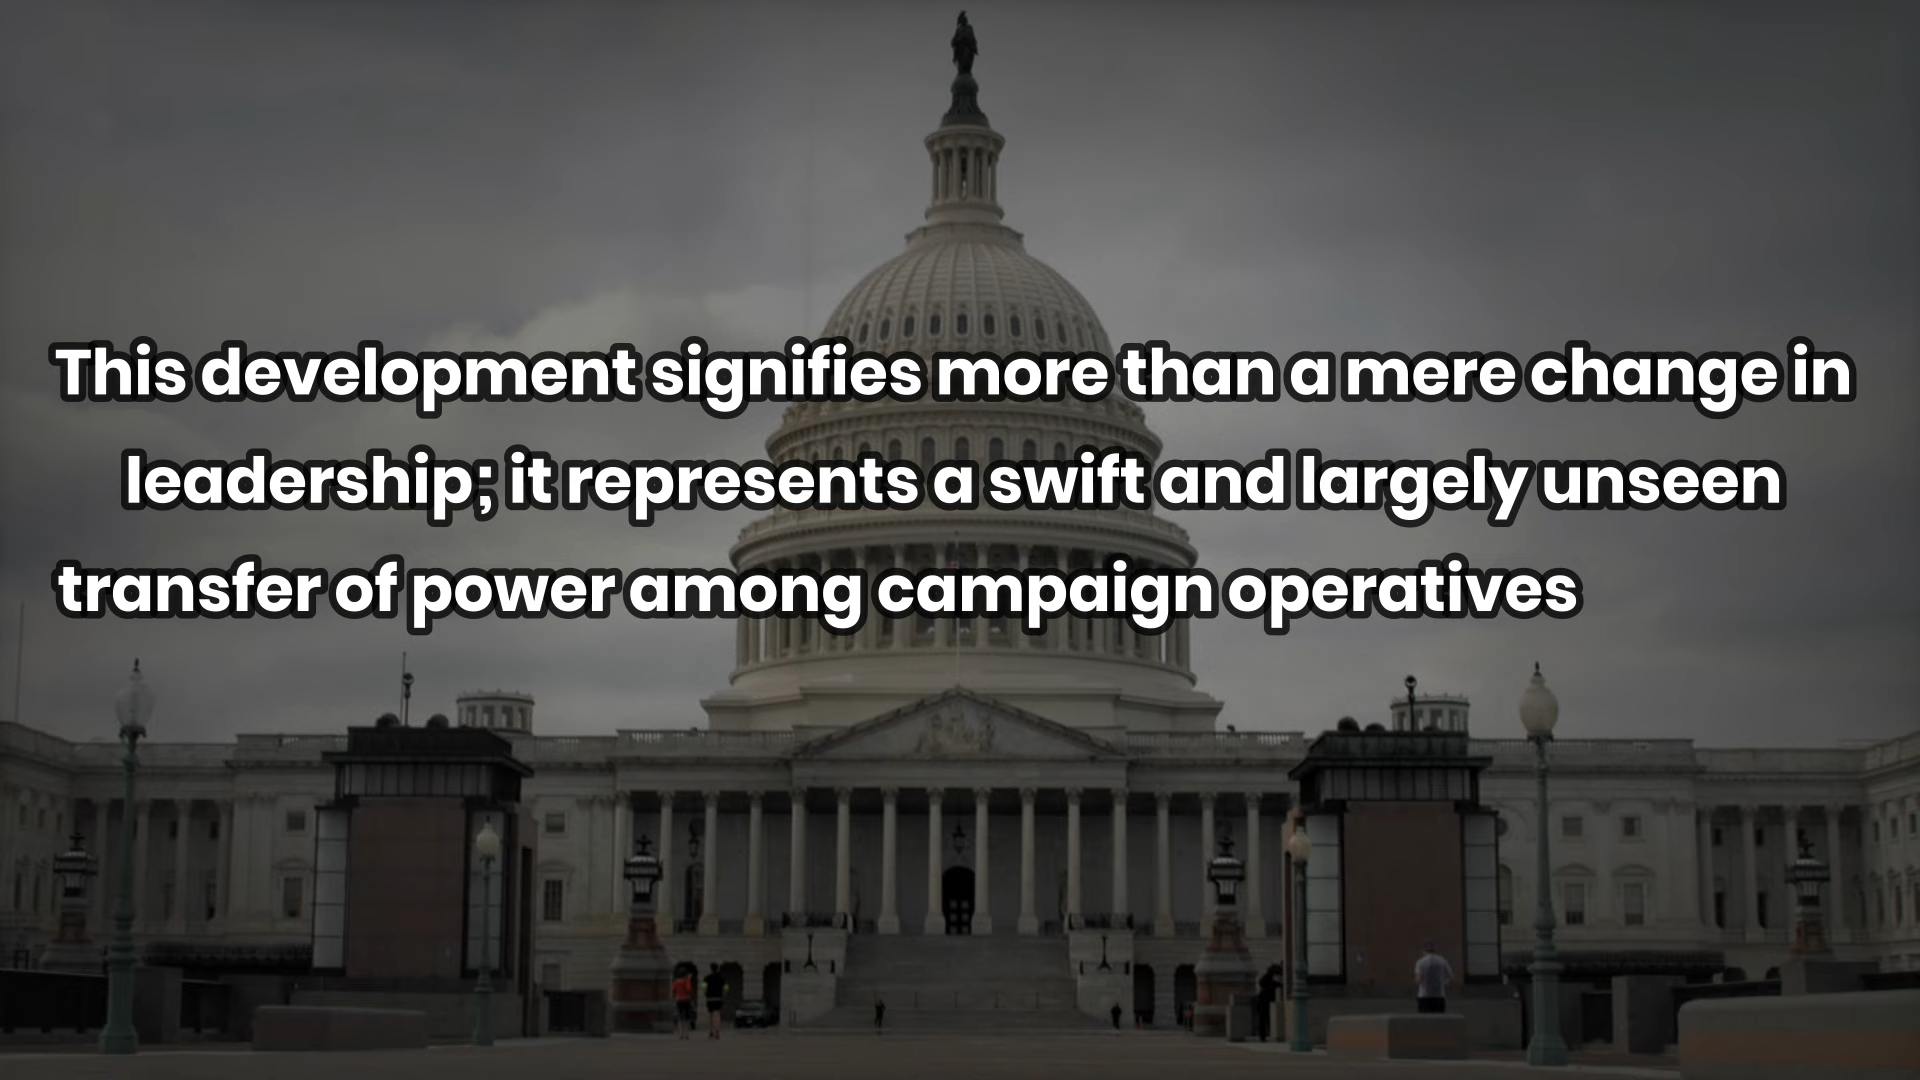 This development signifies more than a mere change in
leadership; it represents a swift and largely unseen
transfer of power among campaign operatives